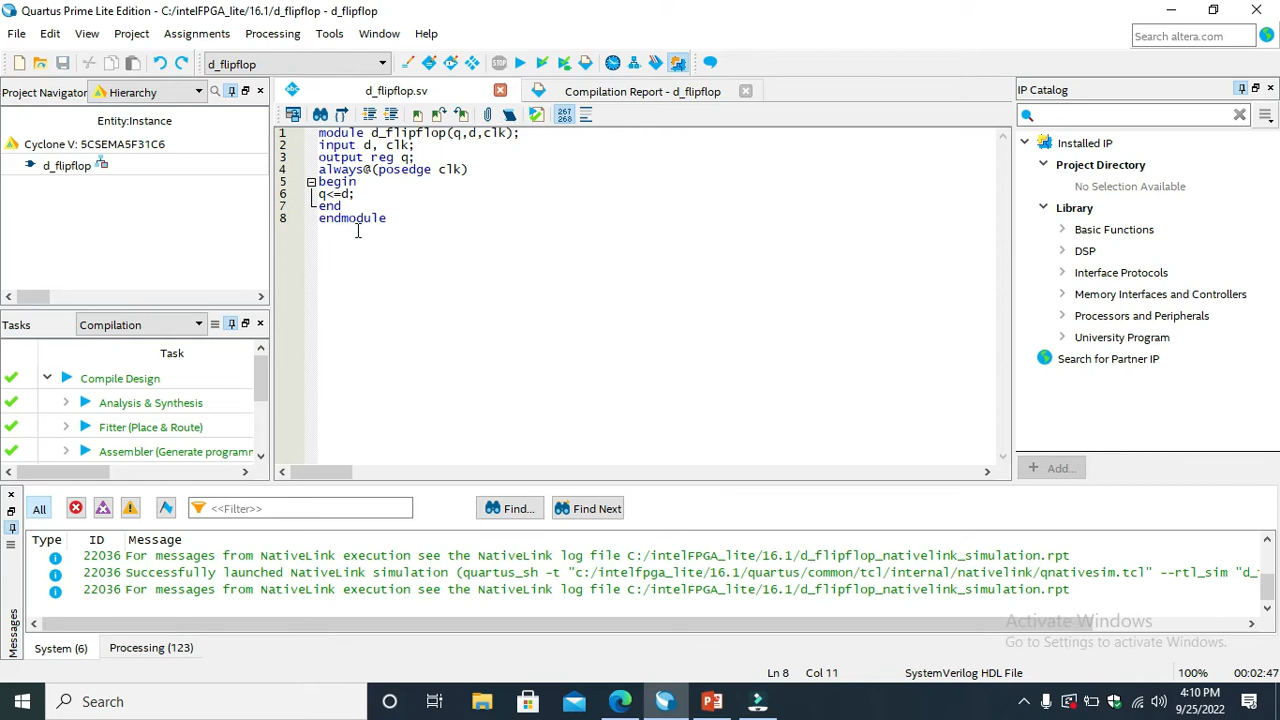 Quartus Prime Lite Edition - C:/intelFPGA_lite/16.1/d_flipflop - d_flipflop
File Edit View Project Assignments Processing Tools Window Help
Search altera.com
d_flipflop
Project Navigator Hierarchy
d_flipflop.sv
Compilation Report - d_flipflop
IP Catalog
Entity:Instance
Cyclone V: 5CSEMA5F31C6
d_flipflop
267
268
1 module d_flipflop(q,d,clk);
2 input d, clk;
3 output reg q;
4 always@(posedge clk)
5 begin
6 q<=d;
7 end
8 endmodule
Installed IP
Project Directory
No Selection Available
Library
Basic Functions
DSP
Interface Protocols
Memory Interfaces and Controllers
Processors and Peripherals
University Program
Search for Partner IP
Add...
Tasks Compilation
Task
Compile Design
Analysis & Synthesis
Fitter (Place & Route)
Assembler (Generate programm
All <<Filter>> Find... Find Next
Type ID Message
22036 For messages from NativeLink execution see the NativeLink log file C:/intelFPGA_lite/16.1/d_flipflop_nativelink_simulation.rpt
22036 Successfully launched NativeLink simulation (quartus_sh -t "c:/intelfpga_lite/16.1/quartus/common/tcl/internal/nativelink/qnativesim.tcl" --rtl_sim "d_
22036 For messages from NativeLink execution see the NativeLink log file C:/intelFPGA_lite/16.1/d_flipflop_nativelink_simulation.rpt
Messages
System (6) Processing (123)
Activate Windows
Go to Settings to activate Windows.
Ln 8 Col 11 SystemVerilog HDL File 100% 00:02:47
Search
4:10 PM
9/25/2022